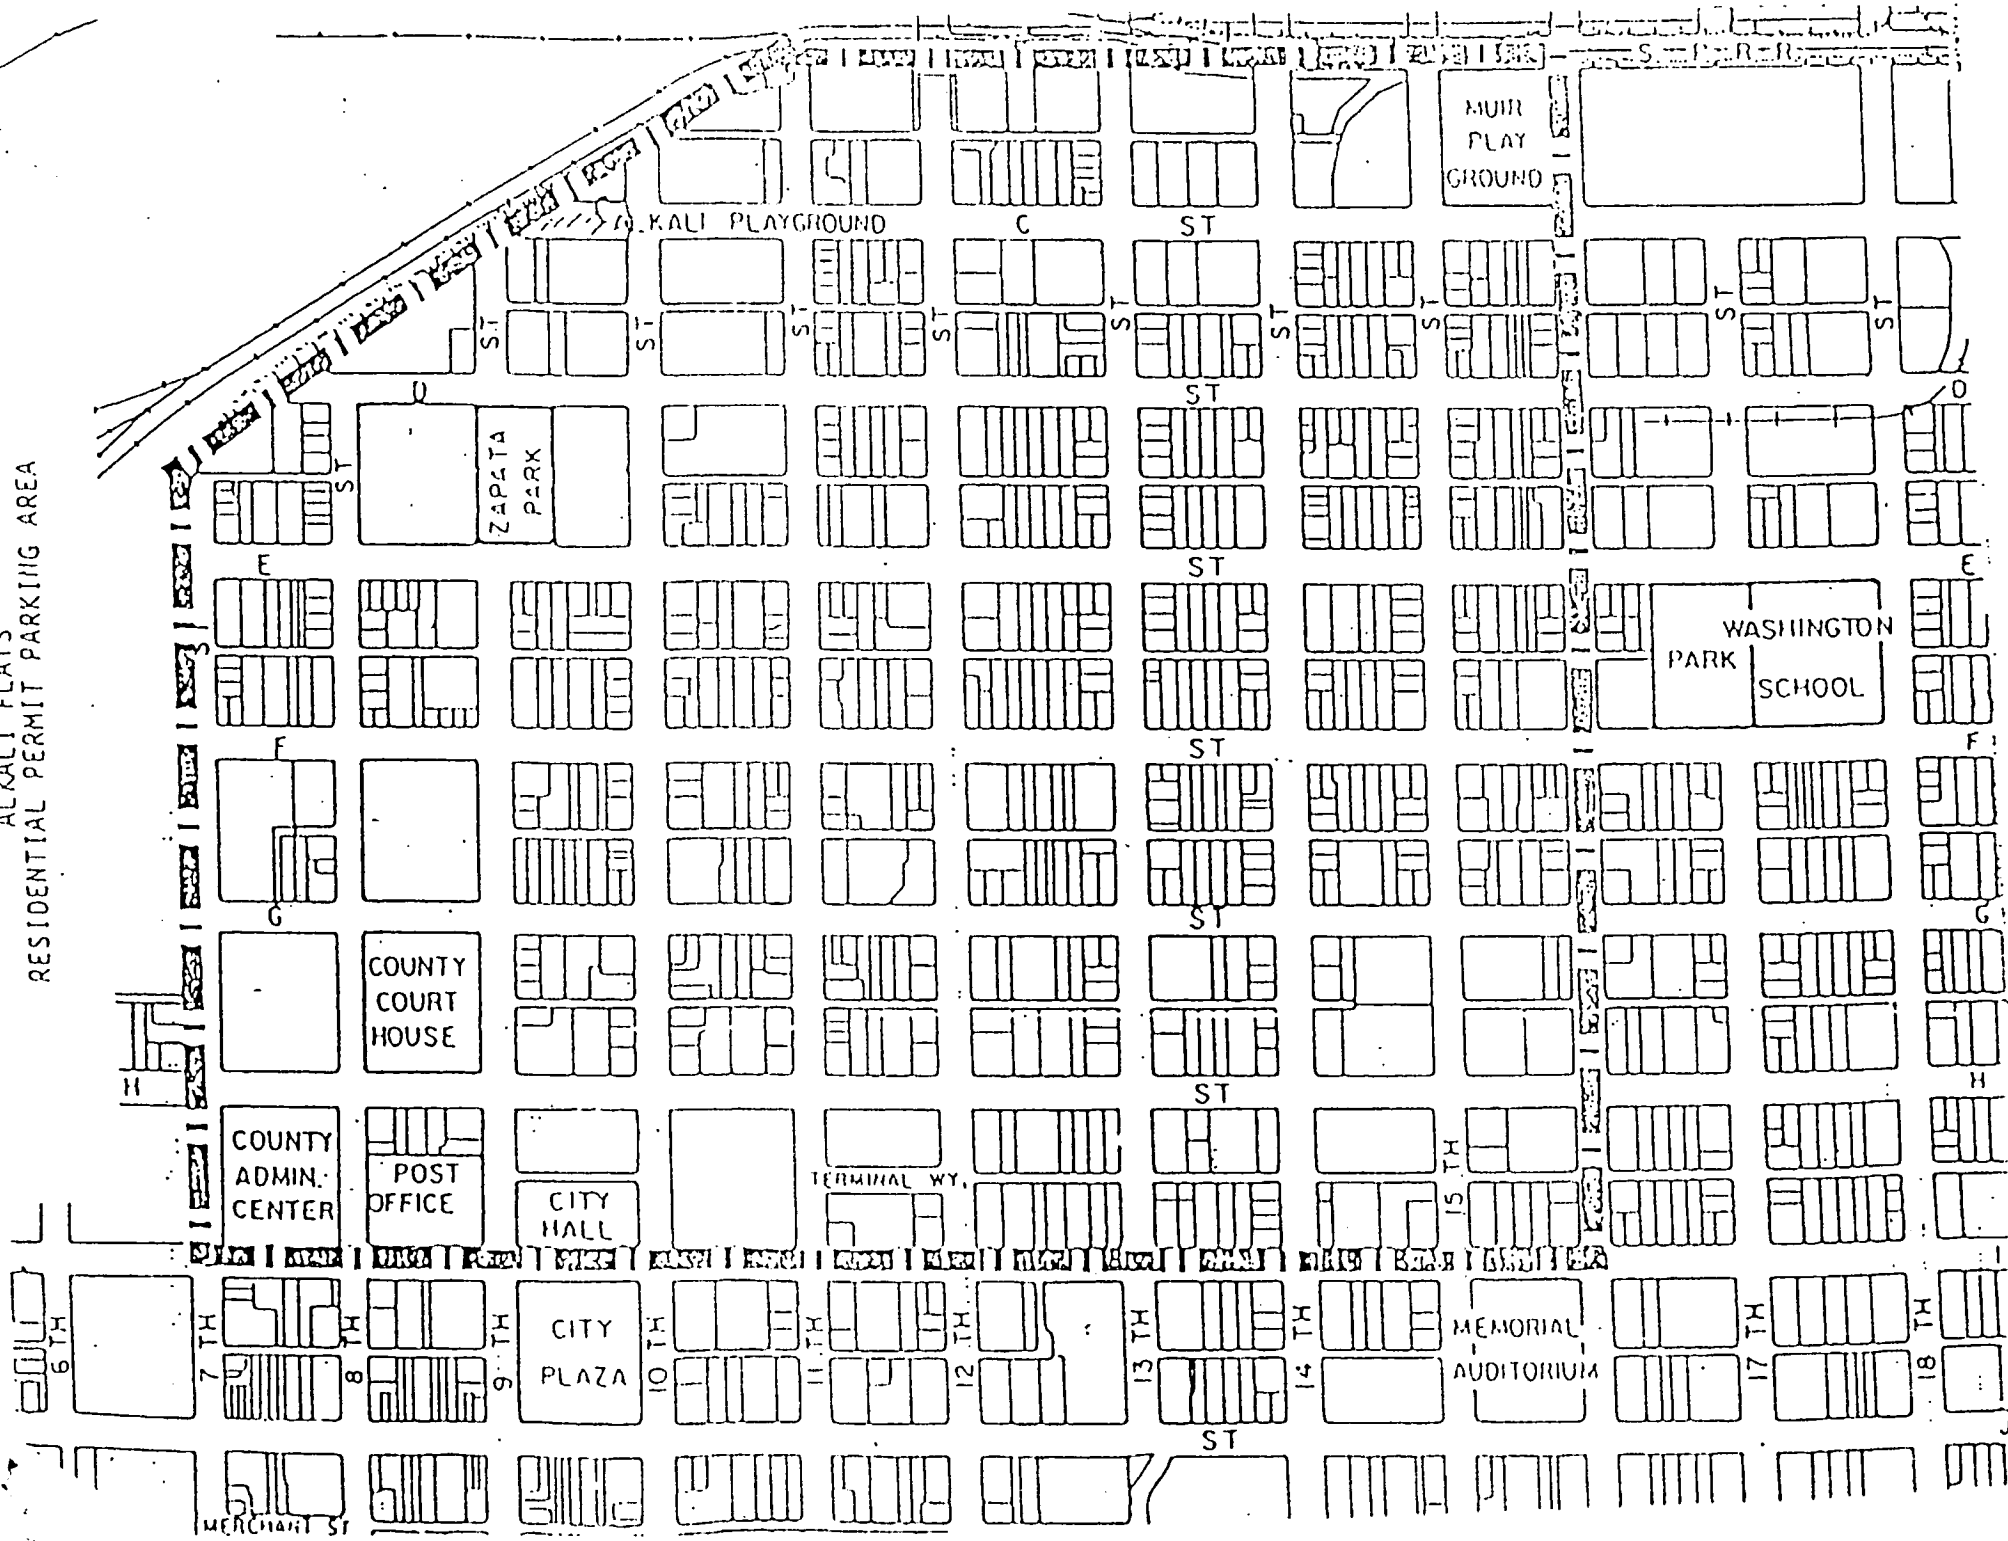 ALKALI FLATS
RESIDENTIAL PERMIT PARKING AREA
S. P. R. R.
MUIR
PLAY
GROUND
ALKALI PLAYGROUND
C
ST
ST
ST
ST
ST
ST
ST
ST
ST
ST
D
ST
D
ST
ZAPATA
PARK
E
ST
E
ST
WASHINGTON
PARK
SCHOOL
F
ST
F
G
ST
G
COUNTY
COURT
HOUSE
H
ST
H
COUNTY
ADMIN.
CENTER
POST
OFFICE
CITY
HALL
TERMINAL WY.
15 TH
I
6 TH
7 TH
8 TH
9 TH
CITY
PLAZA
10 TH
11 TH
12 TH
13 TH
14 TH
MEMORIAL
AUDITORIUM
17 TH
18 TH
ST
J
MERCHANT ST